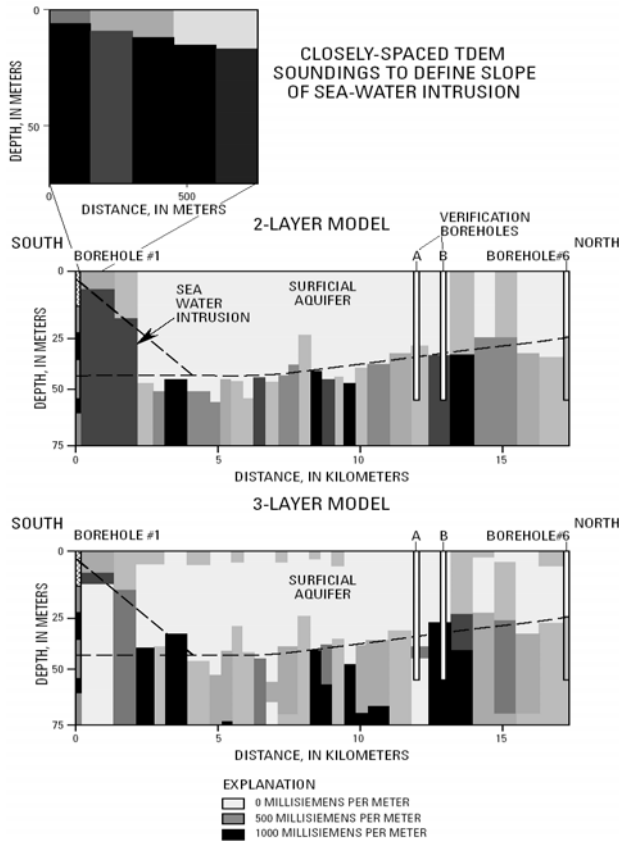 CLOSELY-SPACED TDEM
SOUNDINGS TO DEFINE SLOPE
OF SEA-WATER INTRUSION
DEPTH, IN METERS
0
50
0
500
DISTANCE, IN METERS
2-LAYER MODEL
VERIFICATION
BOREHOLES
SOUTH
NORTH
BOREHOLE #1
A
B
BOREHOLE#6
SEA
WATER
INTRUSION
SURFICIAL
AQUIFER
DEPTH, IN METERS
0
25
50
75
0
5
10
15
DISTANCE, IN KILOMETERS
3-LAYER MODEL
SOUTH
NORTH
BOREHOLE #1
A
B
BOREHOLE#6
SURFICIAL
AQUIFER
DEPTH, IN METERS
0
25
50
75
0
5
10
15
DISTANCE, IN KILOMETERS
EXPLANATION
0 MILLISIEMENS PER METER
500 MILLISIEMENS PER METER
1000 MILLISIEMENS PER METER